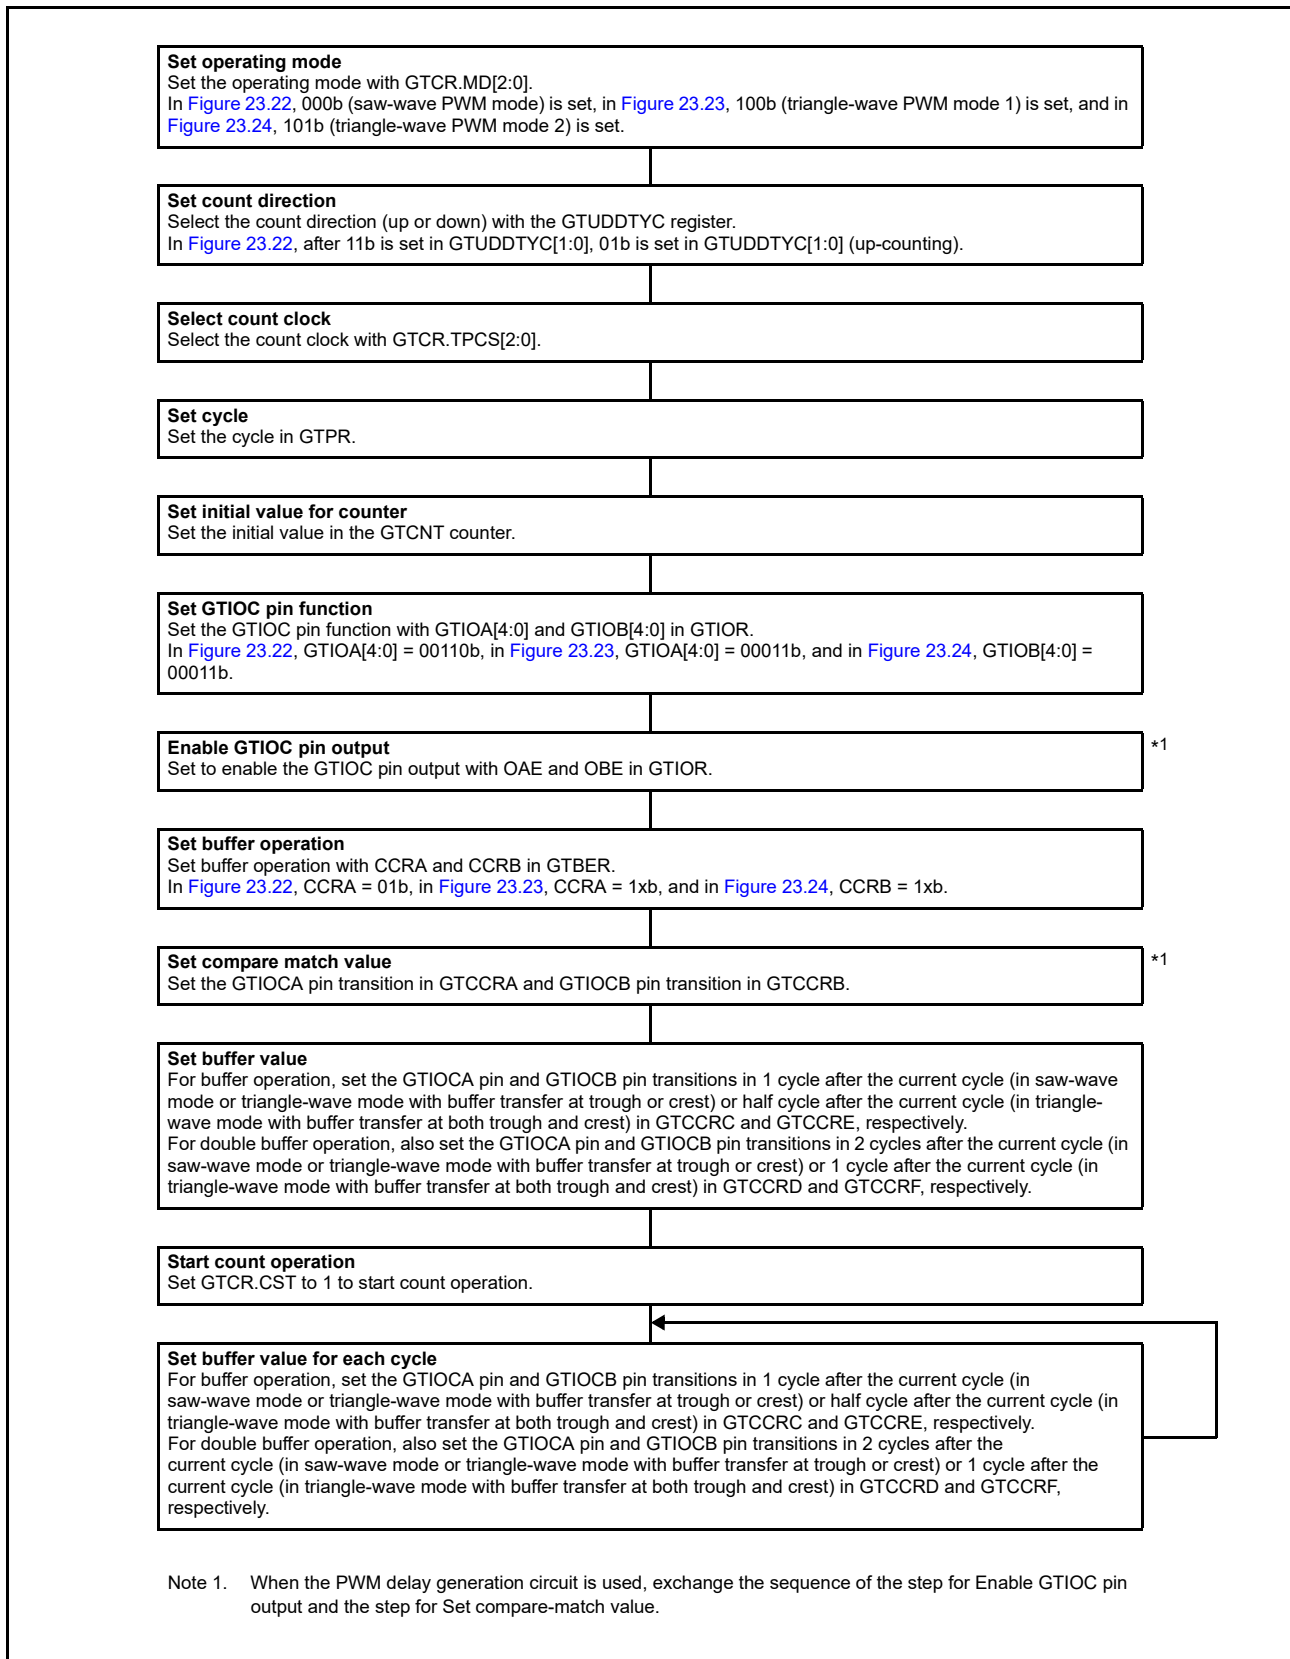 Set operating mode
Set the operating mode with GTCR.MD[2:0].
In Figure 23.22, 000b (saw-wave PWM mode) is set, in Figure 23.23, 100b (triangle-wave PWM mode 1) is set, and in
Figure 23.24, 101b (triangle-wave PWM mode 2) is set.
Set count direction
Select the count direction (up or down) with the GTUDDTYC register.
In Figure 23.22, after 11b is set in GTUDDTYC[1:0], 01b is set in GTUDDTYC[1:0] (up-counting).
Select count clock
Select the count clock with GTCR.TPCS[2:0].
Set cycle
Set the cycle in GTPR.
Set initial value for counter
Set the initial value in the GTCNT counter.
Set GTIOC pin function
Set the GTIOC pin function with GTIOA[4:0] and GTIOB[4:0] in GTIOR.
In Figure 23.22, GTIOA[4:0] = 00110b, in Figure 23.23, GTIOA[4:0] = 00011b, and in Figure 23.24, GTIOB[4:0] =
00011b.
Enable GTIOC pin output *1
Set to enable the GTIOC pin output with OAE and OBE in GTIOR.
Set buffer operation
Set buffer operation with CCRA and CCRB in GTBER.
In Figure 23.22, CCRA = 01b, in Figure 23.23, CCRA = 1xb, and in Figure 23.24, CCRB = 1xb.
Set compare match value *1
Set the GTIOCA pin transition in GTCCRA and GTIOCB pin transition in GTCCRB.
Set buffer value
For buffer operation, set the GTIOCA pin and GTIOCB pin transitions in 1 cycle after the current cycle (in saw-wave
mode or triangle-wave mode with buffer transfer at trough or crest) or half cycle after the current cycle (in triangle-
wave mode with buffer transfer at both trough and crest) in GTCCRC and GTCCRE, respectively.
For double buffer operation, also set the GTIOCA pin and GTIOCB pin transitions in 2 cycles after the current cycle (in
saw-wave mode or triangle-wave mode with buffer transfer at trough or crest) or 1 cycle after the current cycle (in
triangle-wave mode with buffer transfer at both trough and crest) in GTCCRD and GTCCRF, respectively.
Start count operation
Set GTCR.CST to 1 to start count operation.
Set buffer value for each cycle
For buffer operation, set the GTIOCA pin and GTIOCB pin transitions in 1 cycle after the current cycle (in
saw-wave mode or triangle-wave mode with buffer transfer at trough or crest) or half cycle after the current cycle (in
triangle-wave mode with buffer transfer at both trough and crest) in GTCCRC and GTCCRE, respectively.
For double buffer operation, also set the GTIOCA pin and GTIOCB pin transitions in 2 cycles after the
current cycle (in saw-wave mode or triangle-wave mode with buffer transfer at trough or crest) or 1 cycle after the
current cycle (in triangle-wave mode with buffer transfer at both trough and crest) in GTCCRD and GTCCRF,
respectively.
Note 1. When the PWM delay generation circuit is used, exchange the sequence of the step for Enable GTIOC pin
output and the step for Set compare-match value.